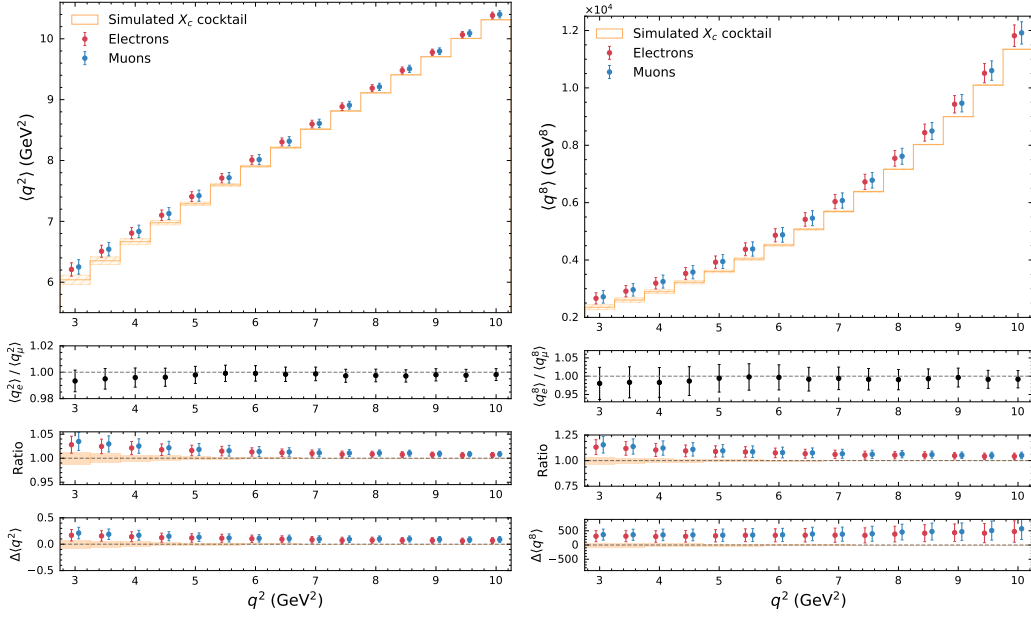 Simulated X_c cocktail
Electrons
Muons
⟨q²⟩ (GeV²)
10
9
8
7
6
3 4 5 6 7 8 9 10
⟨q_e²⟩ / ⟨q_μ²⟩
1.02
1.00
0.98
3 4 5 6 7 8 9 10
Ratio
1.05
1.00
0.95
3 4 5 6 7 8 9 10
Δ⟨q²⟩
0.5
0.0
−0.5
3 4 5 6 7 8 9 10
q² (GeV²)
×10⁴
Simulated X_c cocktail
Electrons
Muons
⟨q⁸⟩ (GeV⁸)
1.2
1.0
0.8
0.6
0.4
0.2
3 4 5 6 7 8 9 10
⟨q_e⁸⟩ / ⟨q_μ⁸⟩
1.05
1.00
0.95
3 4 5 6 7 8 9 10
Ratio
1.25
1.00
0.75
3 4 5 6 7 8 9 10
Δ⟨q⁸⟩
500
0
−500
3 4 5 6 7 8 9 10
q² (GeV²)